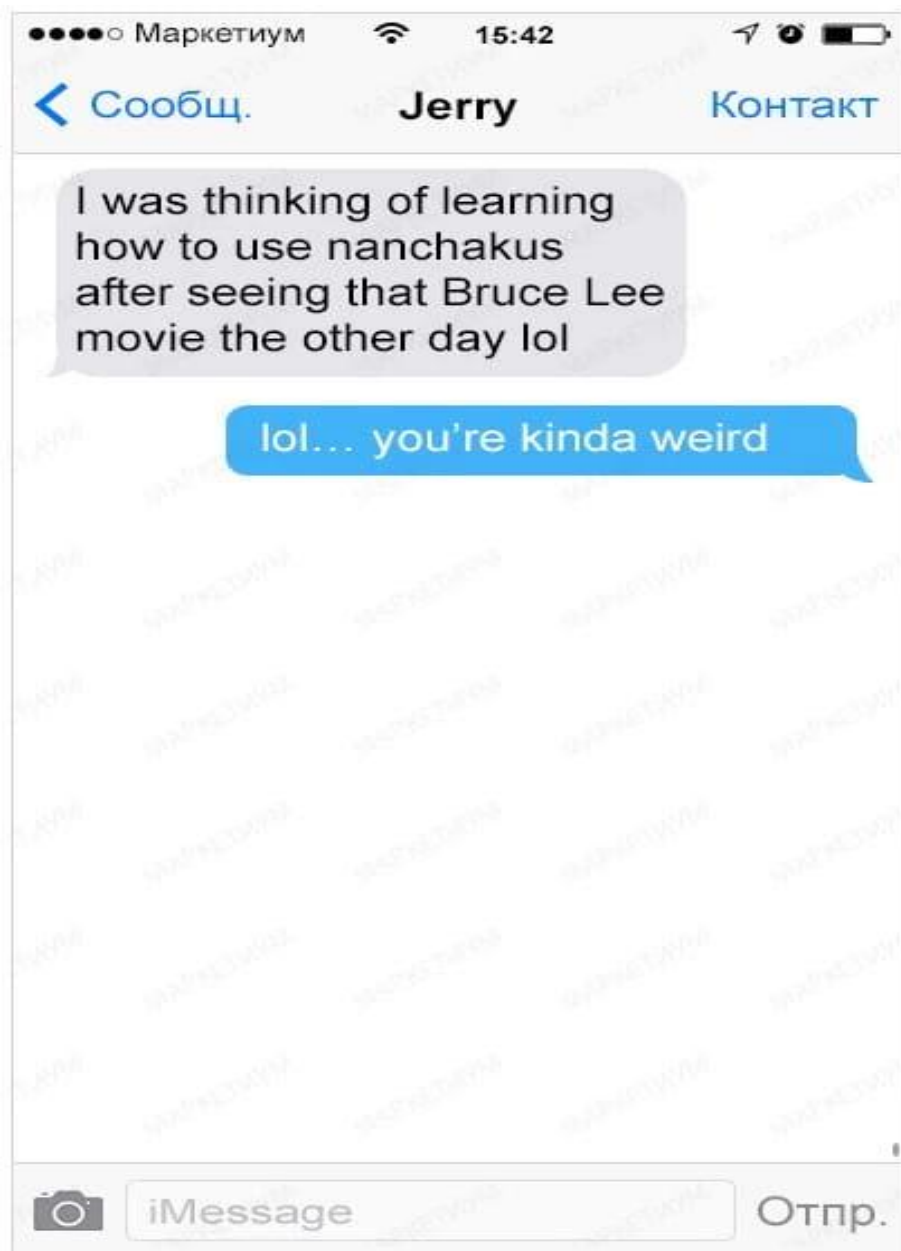 Маркетиум 15:42
Сообщ. Jerry Контакт
I was thinking of learning
how to use nanchakus
after seeing that Bruce Lee
movie the other day lol
lol... you're kinda weird
iMessage Отпр.